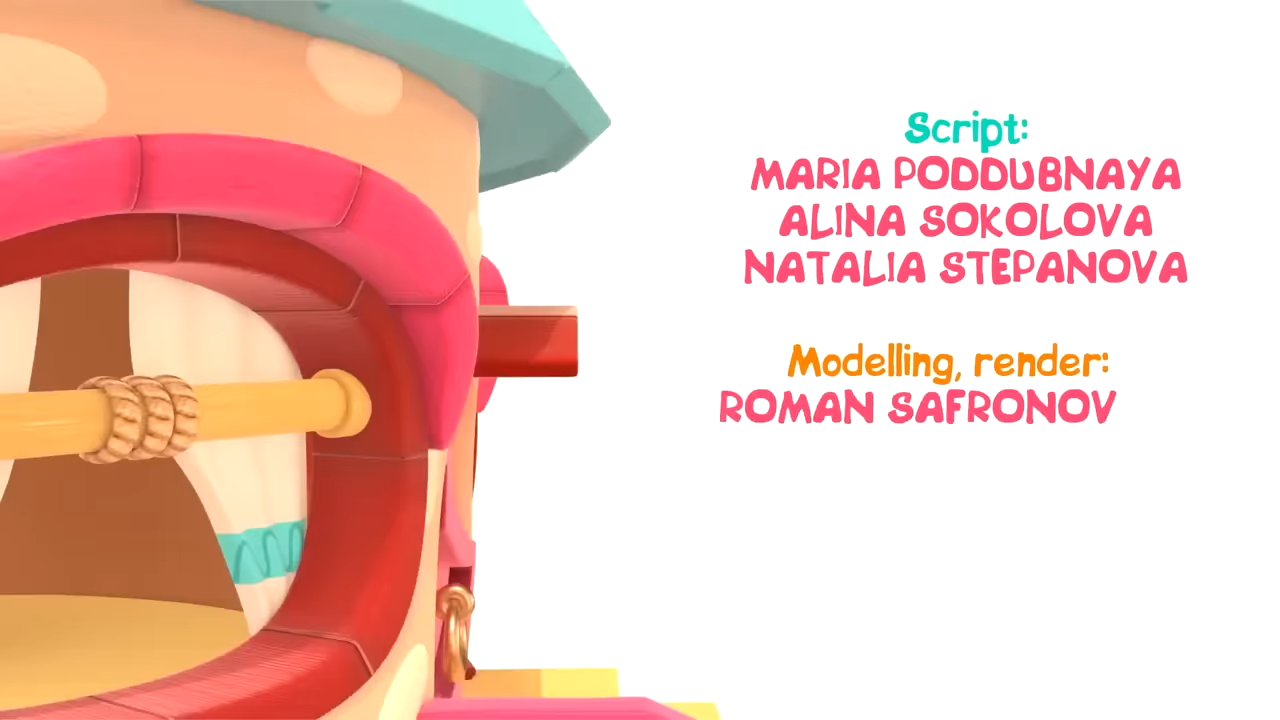 Script:
MARIA PODDUBNAYA
ALINA SOKOLOVA
NATALIA STEPANOVA
Modelling, render:
ROMAN SAFRONOV